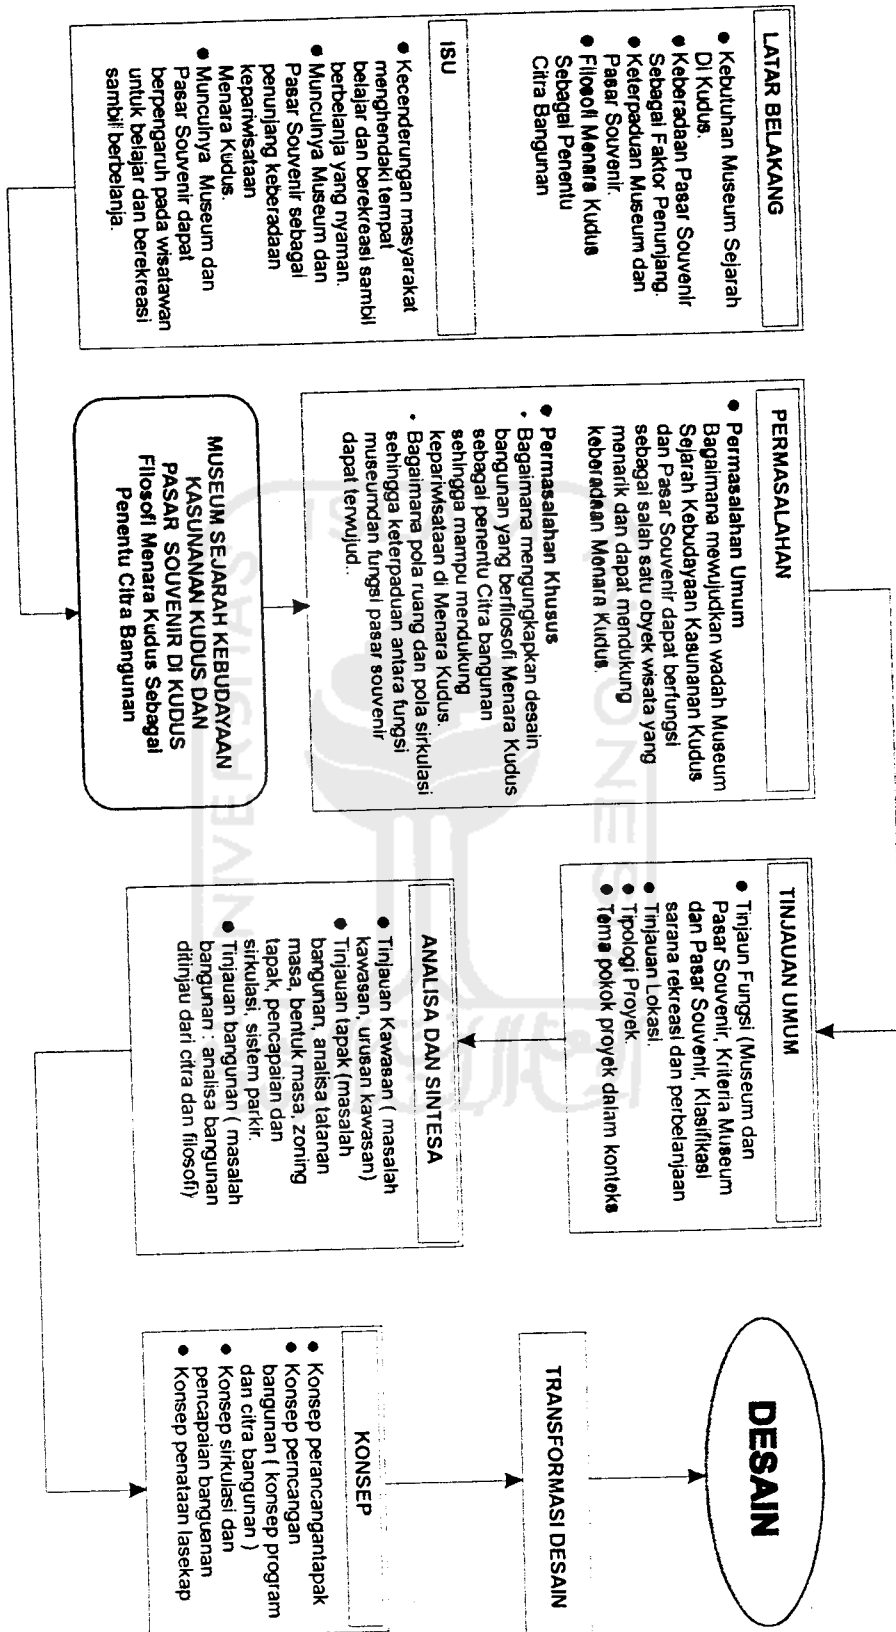 LATAR BELAKANG
● Kebutuhan Museum Sejarah
Di Kudus.
● Keberadaan Pasar Souvenir
Sebagai Faktor Penunjang.
● Keterpaduan Museum dan
Pasar Souvenir.
● Filosofi Menara Kudus
Sebagai Penentu
Citra Bangunan
ISU
● Kecenderungan masyarakat
menghendaki tempat
belajar dan berekreasi sambil
berbelanja yang nyaman.
● Munculnya Museum dan
Pasar Souvenir sebagai
penunjang keberadaan
kepariwisataan
Menara Kudus.
● Munculnya Museum dan
Pasar Souvenir dapat
berpengaruh pada wisatawan
untuk belajar dan berekreasi
sambil berbelanja.
MUSEUM SEJARAH KEBUDAYAAN
KASUNANAN KUDUS DAN
PASAR SOUVENIR DI KUDUS
Filosofi Menara Kudus Sebagai
Penentu Citra Bangunan
PERMASALAHAN
● Permasalahan Umum
Bagaimana mewujudkan wadah Museum
Sejarah Kebudayaan Kasunanan Kudus
dan Pasar Souvenir dapat berfungsi
sebagai salah satu obyek wisata yang
menarik dan dapat mendukung
keberadaan Menara Kudus.
● Permasalahan Khusus
• Bagaimana mengungkapkan desain
bangunan yang berfilosofi Menara Kudus
sebagai penentu Citra bangunan
sehingga mampu mendukung
kepariwisataan di Menara Kudus.
• Bagaimana pola ruang dan pola sirkulasi
sehingga keterpaduan antara fungsi
museumdan fungsi pasar souvenir
dapat terwujud..
TINJAUAN UMUM
● Tinjaun Fungsi (Museum dan
Pasar Souvenir, Kriteria Museum
dan Pasar Souvenir, Klasifikasi
sarana rekreasi dan perbelanjaan
● Tinjauan Lokasi.
● Tipologi Proyek.
● Tema pokok proyek dalam konteks
ANALISA DAN SINTESA
● Tinjauan Kawasan ( masalah
kawasan, urusan kawasan)
● Tinjauan tapak (masalah
bangunan, analisa tatanan
masa, bentuk masa, zoning
tapak, pencapaian dan
sirkulasi, sistem parkir.
● Tinjauan bangunan ( masalah
bangunan : analisa bangunan
ditinjau dari citra dan filosofi)
KONSEP
● Konsep perancangantapak
● Konsep perncangan
bangunan ( konsep program
dan citra bangunan )
● Konsep sirkulasi dan
pencapaian banguanan
● Konsep penataan lasekap
TRANSFORMASI DESAIN
DESAIN